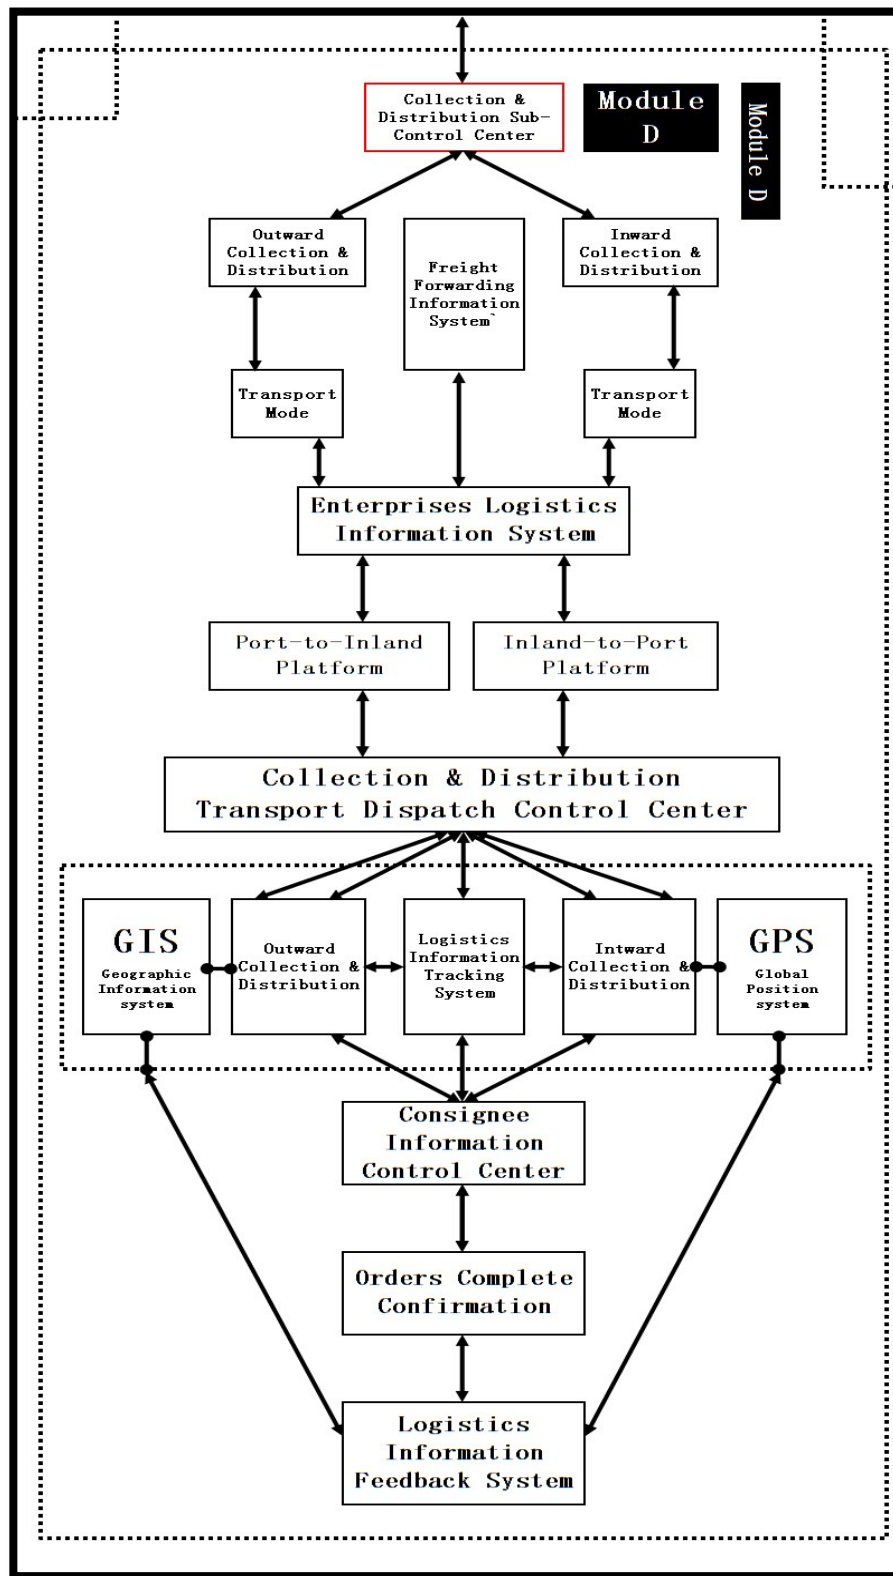 Collection &
Distribution Sub-
Control Center
Module
D
Module D
Outward
Collection &
Distribution
Freight
Forwarding
Information
System`
Inward
Collection &
Distribution
Transport
Mode
Transport
Mode
Enterprises Logistics
Information System
Port-to-Inland
Platform
Inland-to-Port
Platform
Collection & Distribution
Transport Dispatch Control Center
GIS
Geographic
Information
system
Outward
Collection &
Distribution
Logistics
Information
Tracking
System
Intward
Collection &
Distribution
GPS
Global
Position
system
Consignee
Information
Control Center
Orders Complete
Confirmation
Logistics
Information
Feedback System